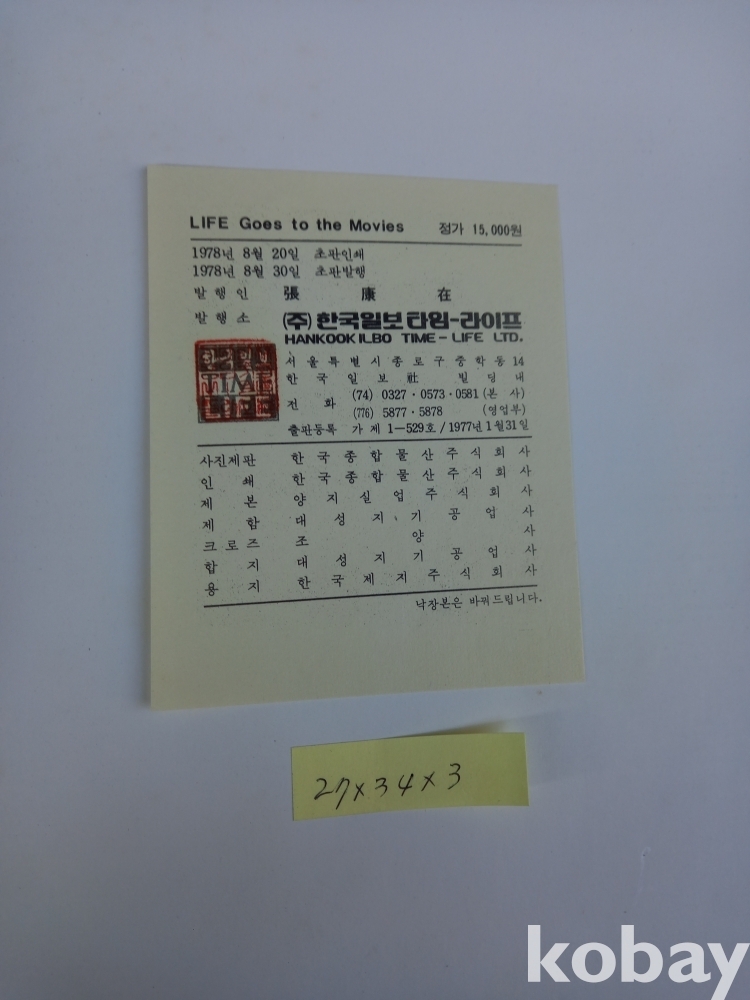 LIFE Goes to the Movies 정가 15,000원
1978년 8월 20일 초판인쇄
1978년 8월 30일 초판발행
발행인 張康在
발행소 (주)한국일보타임-라이프
HANKOOKILBO TIME-LIFE LTD.
한국일보
TIME
LIFE
서울특별시종로구중학동14
한국일보社빌딩내
전화 (74) 0327·0573·0581(본사)
(776) 5877·5878 (영업부)
출판등록 가제1-529호/1977년1월31일
사진제판 한국종합물산주식회사
인쇄 한국종합물산주식회사
제본 양지실업주식회사
제함 대성지기공업사
크로즈 조양사
합지 대성지기공업사
용지 한국제지주식회사
낙장본은 바꿔드립니다.
27×34×3
kobay